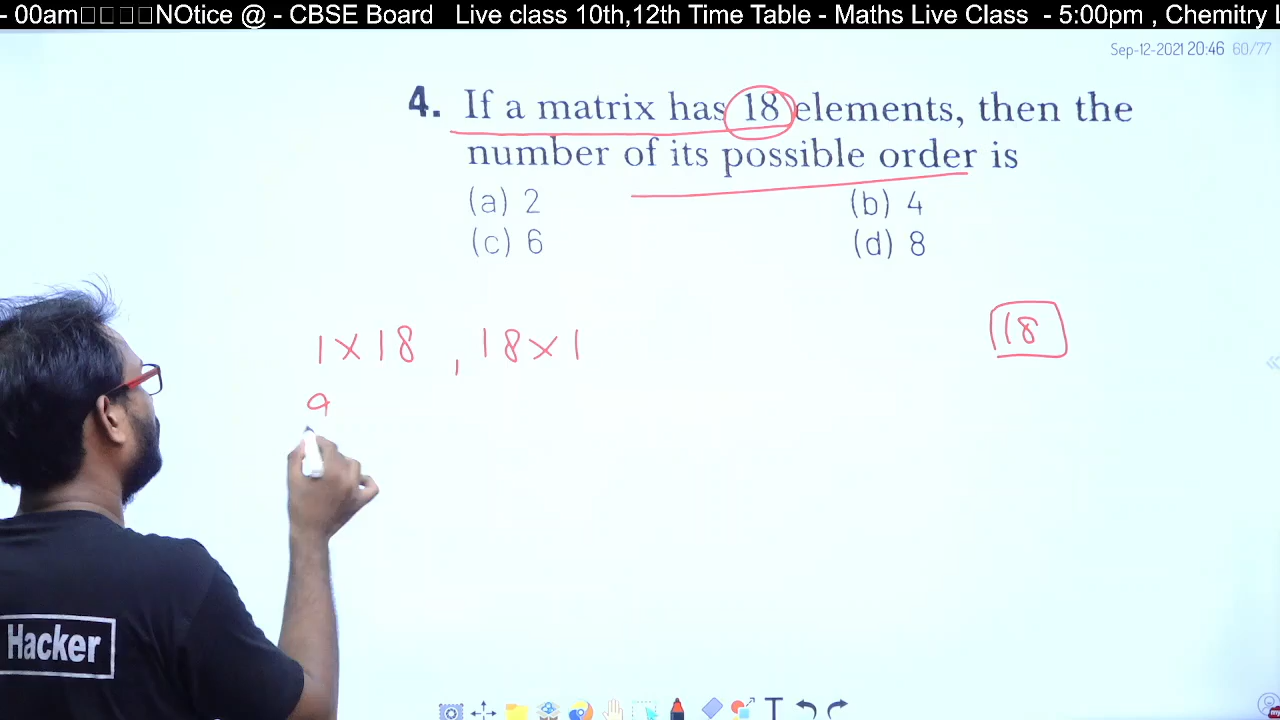 - 00am□□□□NOtice @ - CBSE Board Live class 10th,12th Time Table - Maths Live Class - 5:00pm , Chemitry L
Sep-12-2021 20:46 60/77
4. If a matrix has 18 elements, then the
number of its possible order is
(a) 2 (b) 4
(c) 6 (d) 8
18
1×18 , 18×1
9
Hacker
T